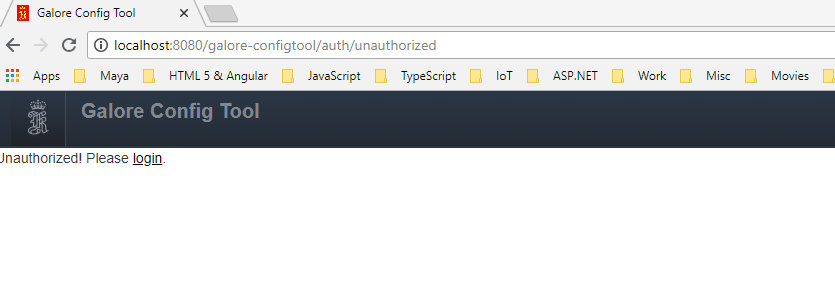 Galore Config Tool
localhost:8080/galore-configtool/auth/unauthorized
Apps Maya HTML 5 & Angular JavaScript TypeScript IoT ASP.NET Work Misc Movies
Galore Config Tool
Unauthorized! Please login.